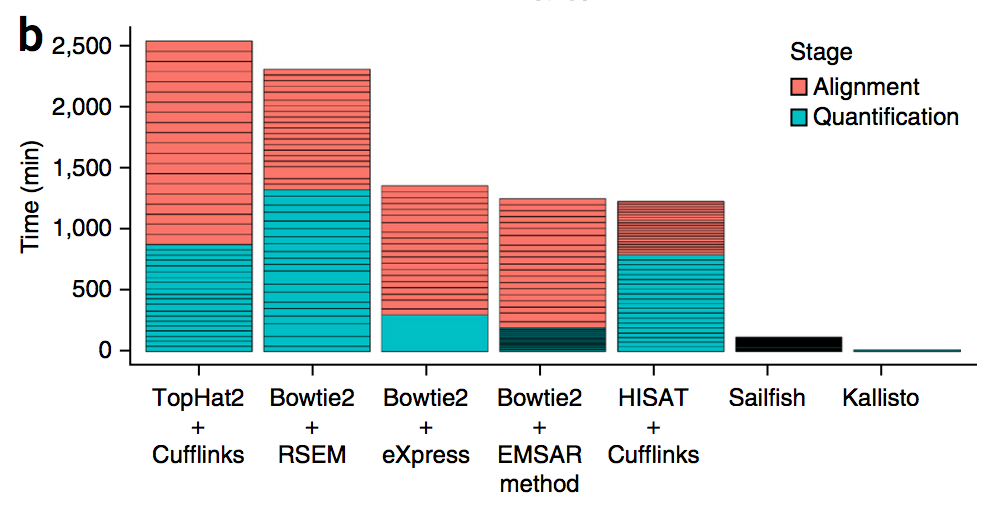 b
2,500
2,000
1,500
1,000
500
0
Time (min)
Stage
Alignment
Quantification
TopHat2
+
Cufflinks
Bowtie2
+
RSEM
Bowtie2
+
eXpress
Bowtie2
+
EMSAR
method
HISAT
+
Cufflinks
Sailfish
Kallisto